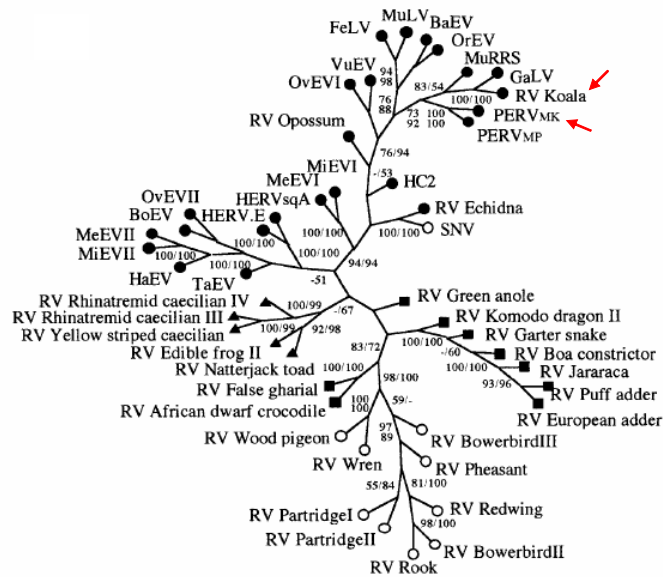 MuLV
FeLV
BaEV
OrEV
VuEV
MuRRS
OvEVI
94
98
83/54
GaLV
76
88
100/100
RV Koala
73
92
100
100
PERVMK
RV Opossum
PERVMP
76/94
MiEVI
-/53
HC2
MeEVI
OvEVII
HERVsqA
BoEV
HERV.E
RV Echidna
MeEVII
100/100
100/100
SNV
MiEVII
100/100
100/100
100/100
94/94
HaEV
TaEV
-51
RV Rhinatremid caecilian IV
100/99
-/67
RV Green anole
RV Rhinatremid caecilian III
RV Komodo dragon II
RV Yellow striped caecilian
100/99
92/98
100/100
RV Garter snake
RV Edible frog II
83/72
-/60
RV Boa constrictor
RV Natterjack toad
100/100
98/100
100/100
RV Jararaca
RV False gharial
93/96
RV Puff adder
RV African dwarf crocodile
100
100
59/-
RV European adder
RV Wood pigeon
97
89
RV BowerbirdIII
RV Wren
RV Pheasant
55/84
81/100
RV PartridgeI
RV Redwing
RV PartridgeII
98/100
RV BowerbirdII
RV Rook